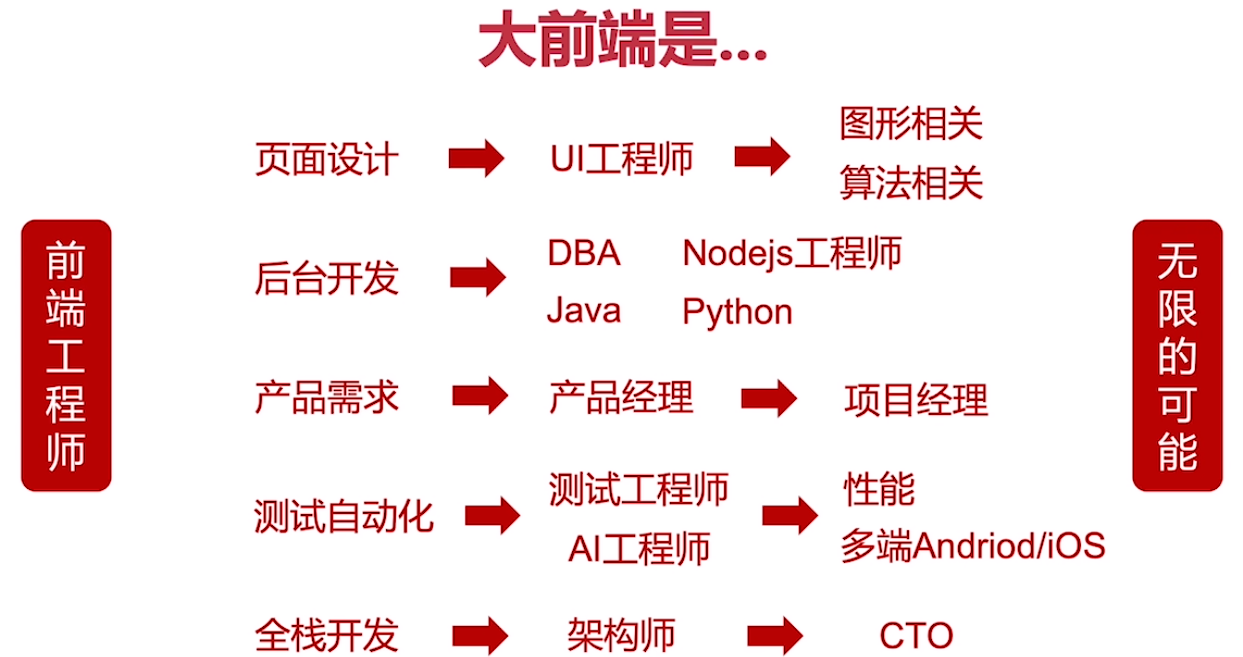 大前端是...
前端工程师
页面设计
UI工程师
图形相关
算法相关
后台开发
DBA
Nodejs工程师
Java
Python
产品需求
产品经理
项目经理
测试自动化
测试工程师
AI工程师
性能
多端Andriod/iOS
全栈开发
架构师
CTO
无限的可能